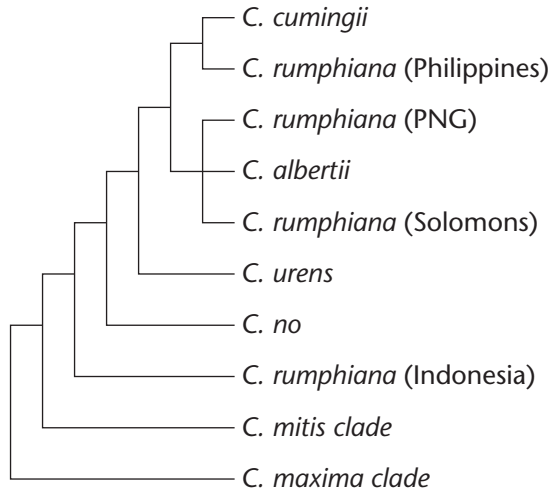 C. cumingii
C. rumphiana (Philippines)
C. rumphiana (PNG)
C. albertii
C. rumphiana (Solomons)
C. urens
C. no
C. rumphiana (Indonesia)
C. mitis clade
C. maxima clade